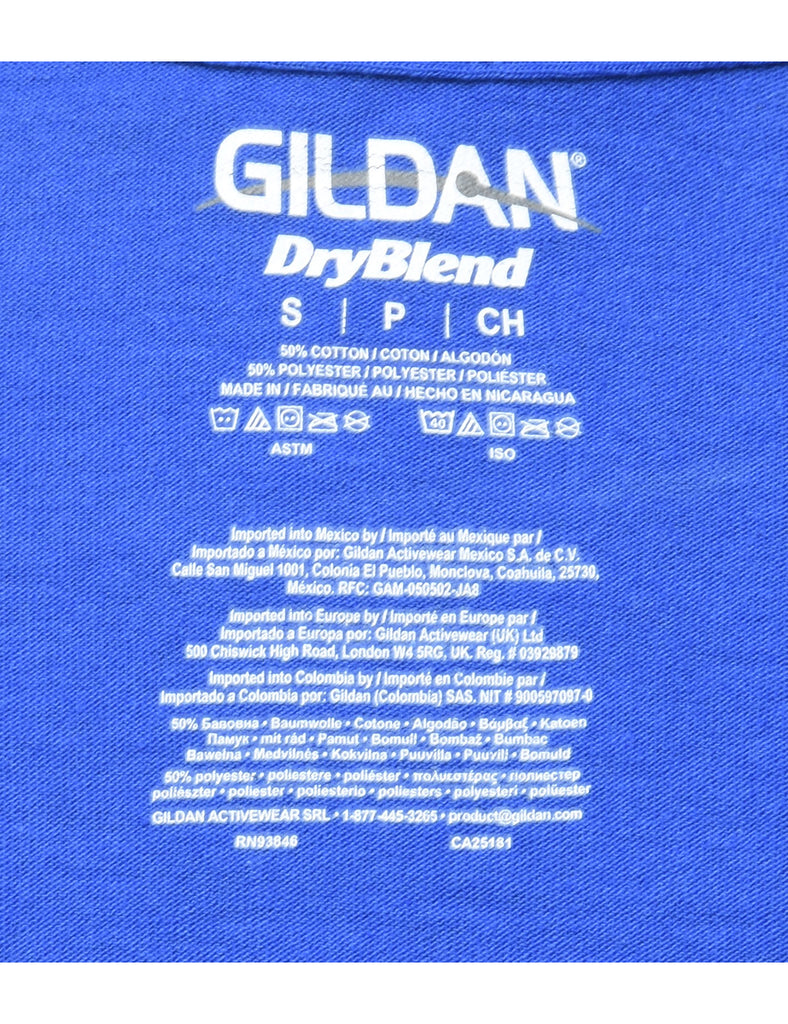 GILDAN®
DryBlend
S | P | CH
50% COTTON / COTON / ALGODÓN
50% POLYESTER / POLYESTER / POLIÉSTER
MADE IN / FABRIQUÉ AU / HECHO EN NICARAGUA
40
ASTM ISO
Imported into Mexico by / Importé au Mexique par /
Importado a México por: Gildan Activewear Mexico S.A. de C.V.
Calle San Miguel 1001, Colonia El Pueblo, Monclova, Coahuila, 25730,
México. RFC: GAM-050502-JA8
Imported into Europe by / Importé en Europe par /
Importado a Europa por: Gildan Activewear (UK) Ltd
500 Chiswick High Road, London W4 5RG, UK. Reg. # 03929879
Imported into Colombia by / Importé en Colombie par /
Importado a Colombia por: Gildan (Colombia) SAS. NIT # 900597097-0
50% Бавовна • Baumwolle • Cotone • Algodão • Βάμβαξ • Katoen
Памук • mit rád • Pamut • Bomull • Bombaž • Bumbac
Bawełna • Medvilnės • Kokvilna • Puuvilla • Puuvill • Bomuld
50% polyester • poliestere • poliéster • πολυεστέρας • полиестер
poliészter • poliester • poliesterio • poliesters • polyesteri • polüester
GILDAN ACTIVEWEAR SRL • 1-877-445-3265 • product@gildan.com
RN93846 CA25181